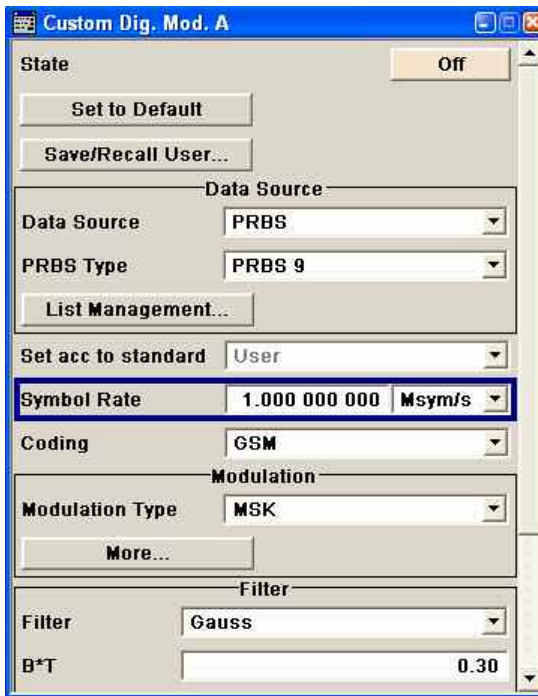 Custom Dig. Mod. A
State Off
Set to Default
Save/Recall User...
Data Source
Data Source PRBS
PRBS Type PRBS 9
List Management...
Set acc to standard User
Symbol Rate 1.000 000 000 Msym/s
Coding GSM
Modulation
Modulation Type MSK
More...
Filter
Filter Gauss
B*T 0.30